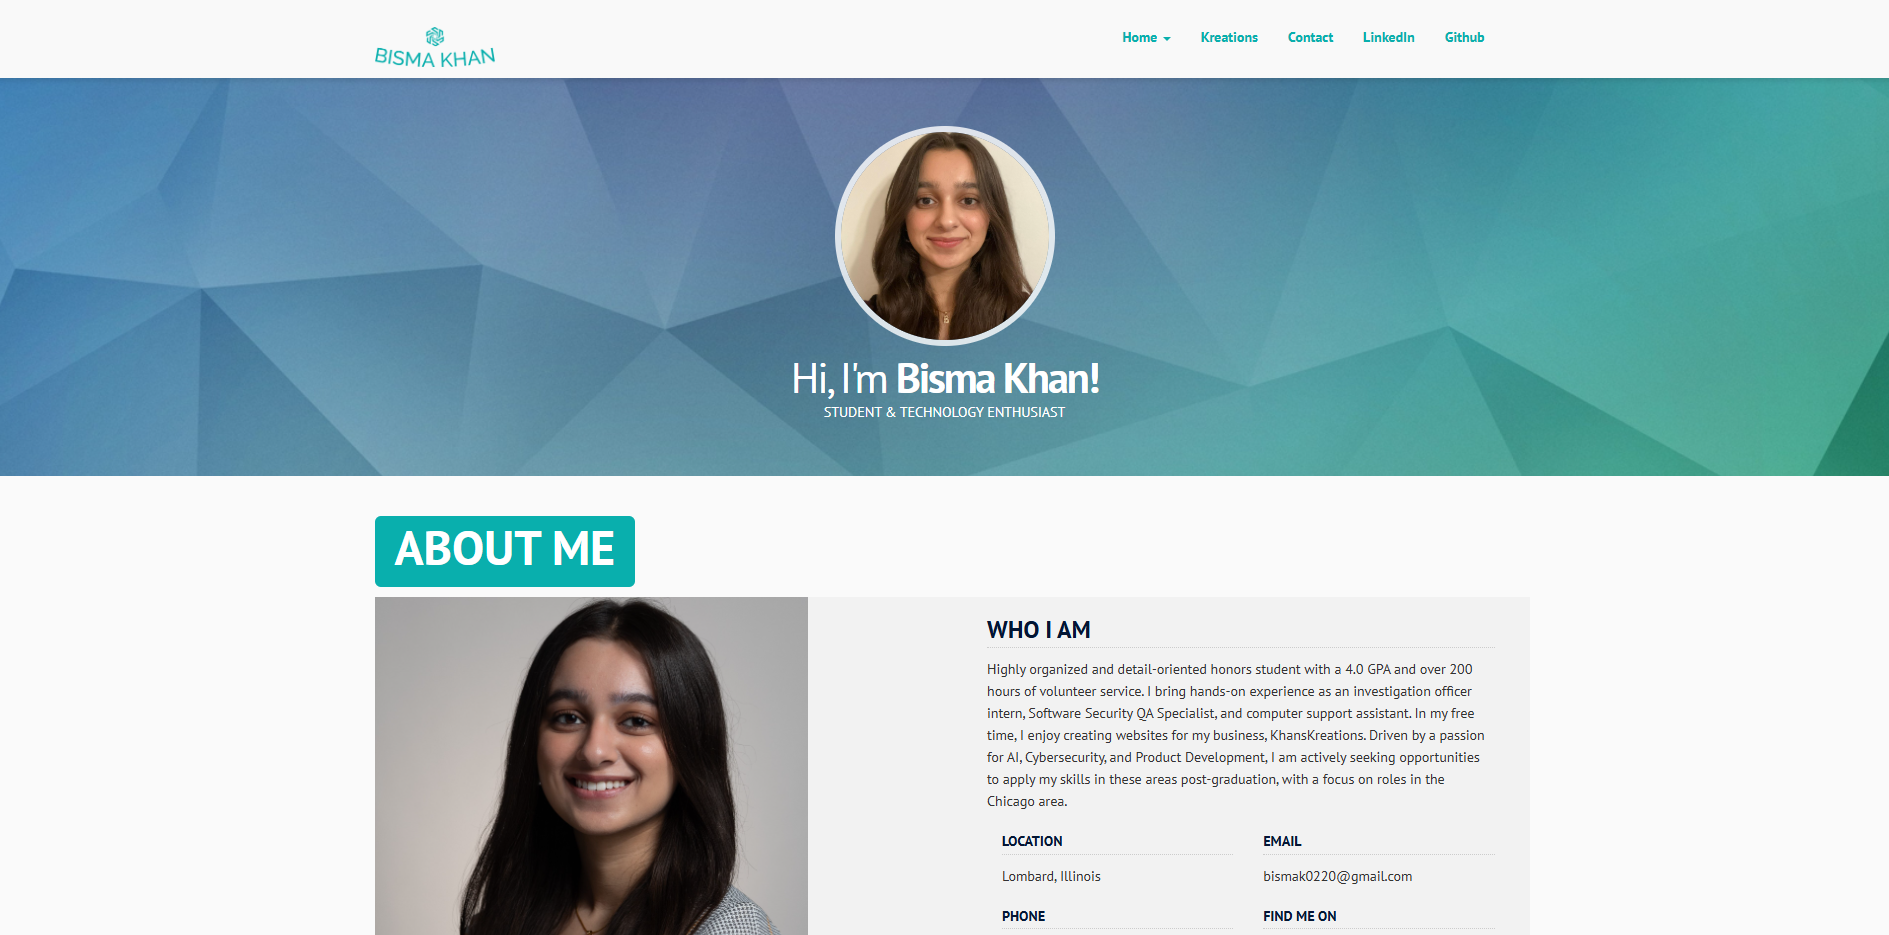 BISMA KHAN
Home
Kreations
Contact
LinkedIn
Github
Hi, I'm Bisma Khan!
STUDENT & TECHNOLOGY ENTHUSIAST
ABOUT ME
WHO I AM
Highly organized and detail-oriented honors student with a 4.0 GPA and over 200
hours of volunteer service. I bring hands-on experience as an investigation officer
intern, Software Security QA Specialist, and computer support assistant. In my free
time, I enjoy creating websites for my business, KhansKreations. Driven by a passion
for AI, Cybersecurity, and Product Development, I am actively seeking opportunities
to apply my skills in these areas post-graduation, with a focus on roles in the
Chicago area.
LOCATION
Lombard, Illinois
EMAIL
bismak0220@gmail.com
PHONE
FIND ME ON